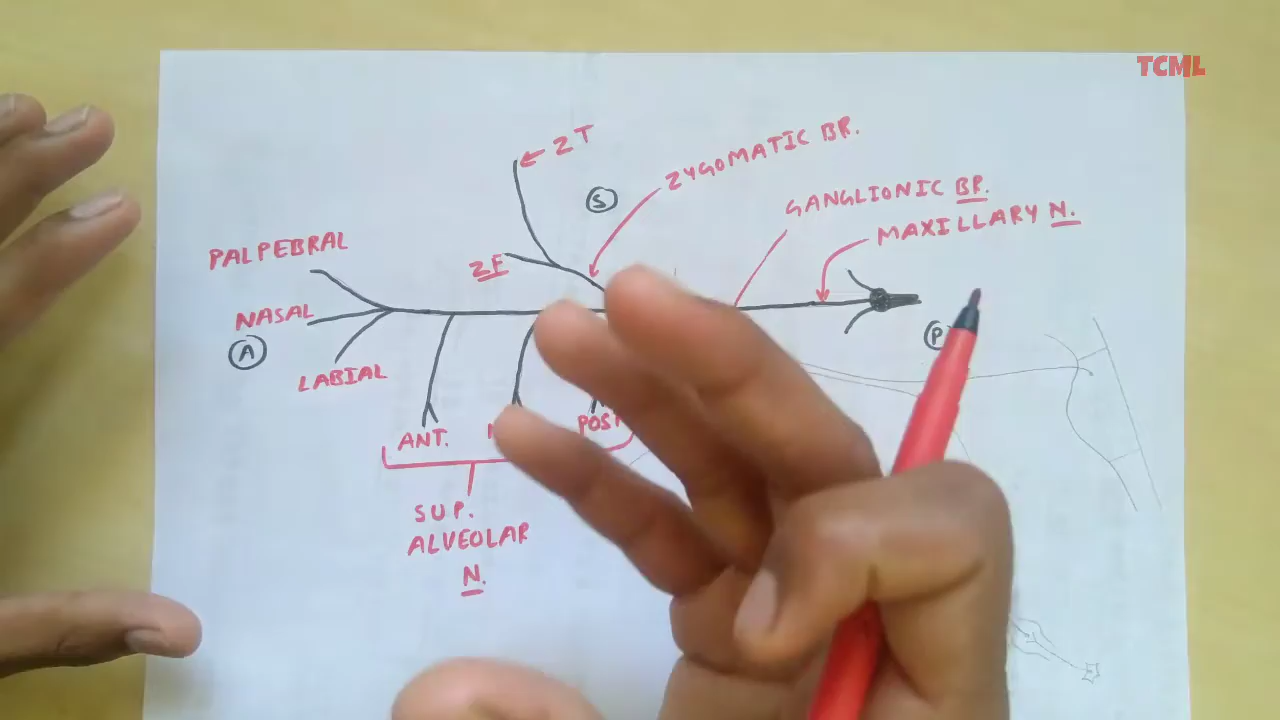 TCML
ZT
ZYGOMATIC BR.
S
GANGLIONIC BR.
MAXILLARY N.
PALPEBRAL
ZF
NASAL
A
P
LABIAL
ANT.
POST
SUP.
ALVEOLAR
N.